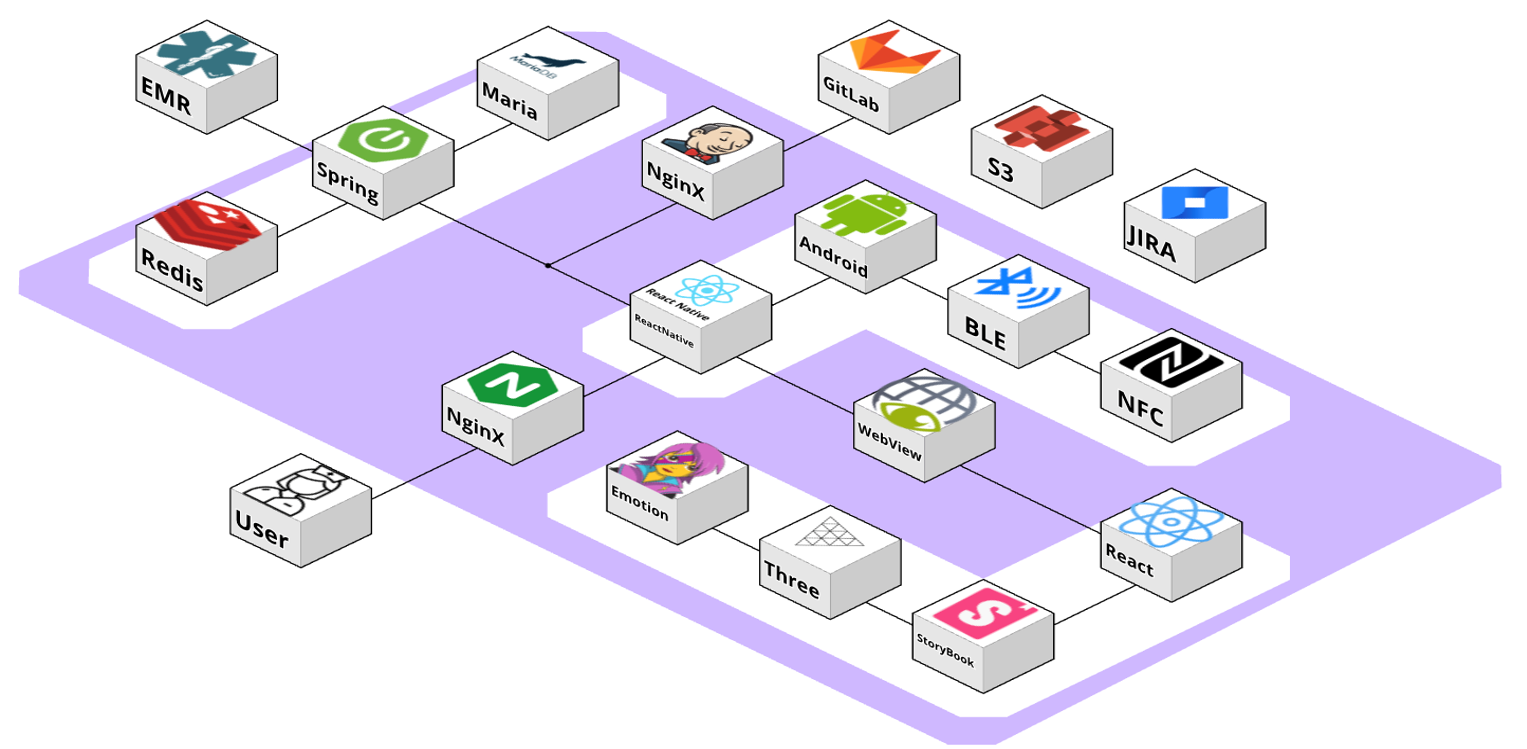 EMR
MariaDB
Maria
GitLab
S3
Spring
NginX
JIRA
Redis
Android
React Native
ReactNative
BLE
NFC
NginX
WebView
User
Emotion
Three
React
StoryBook